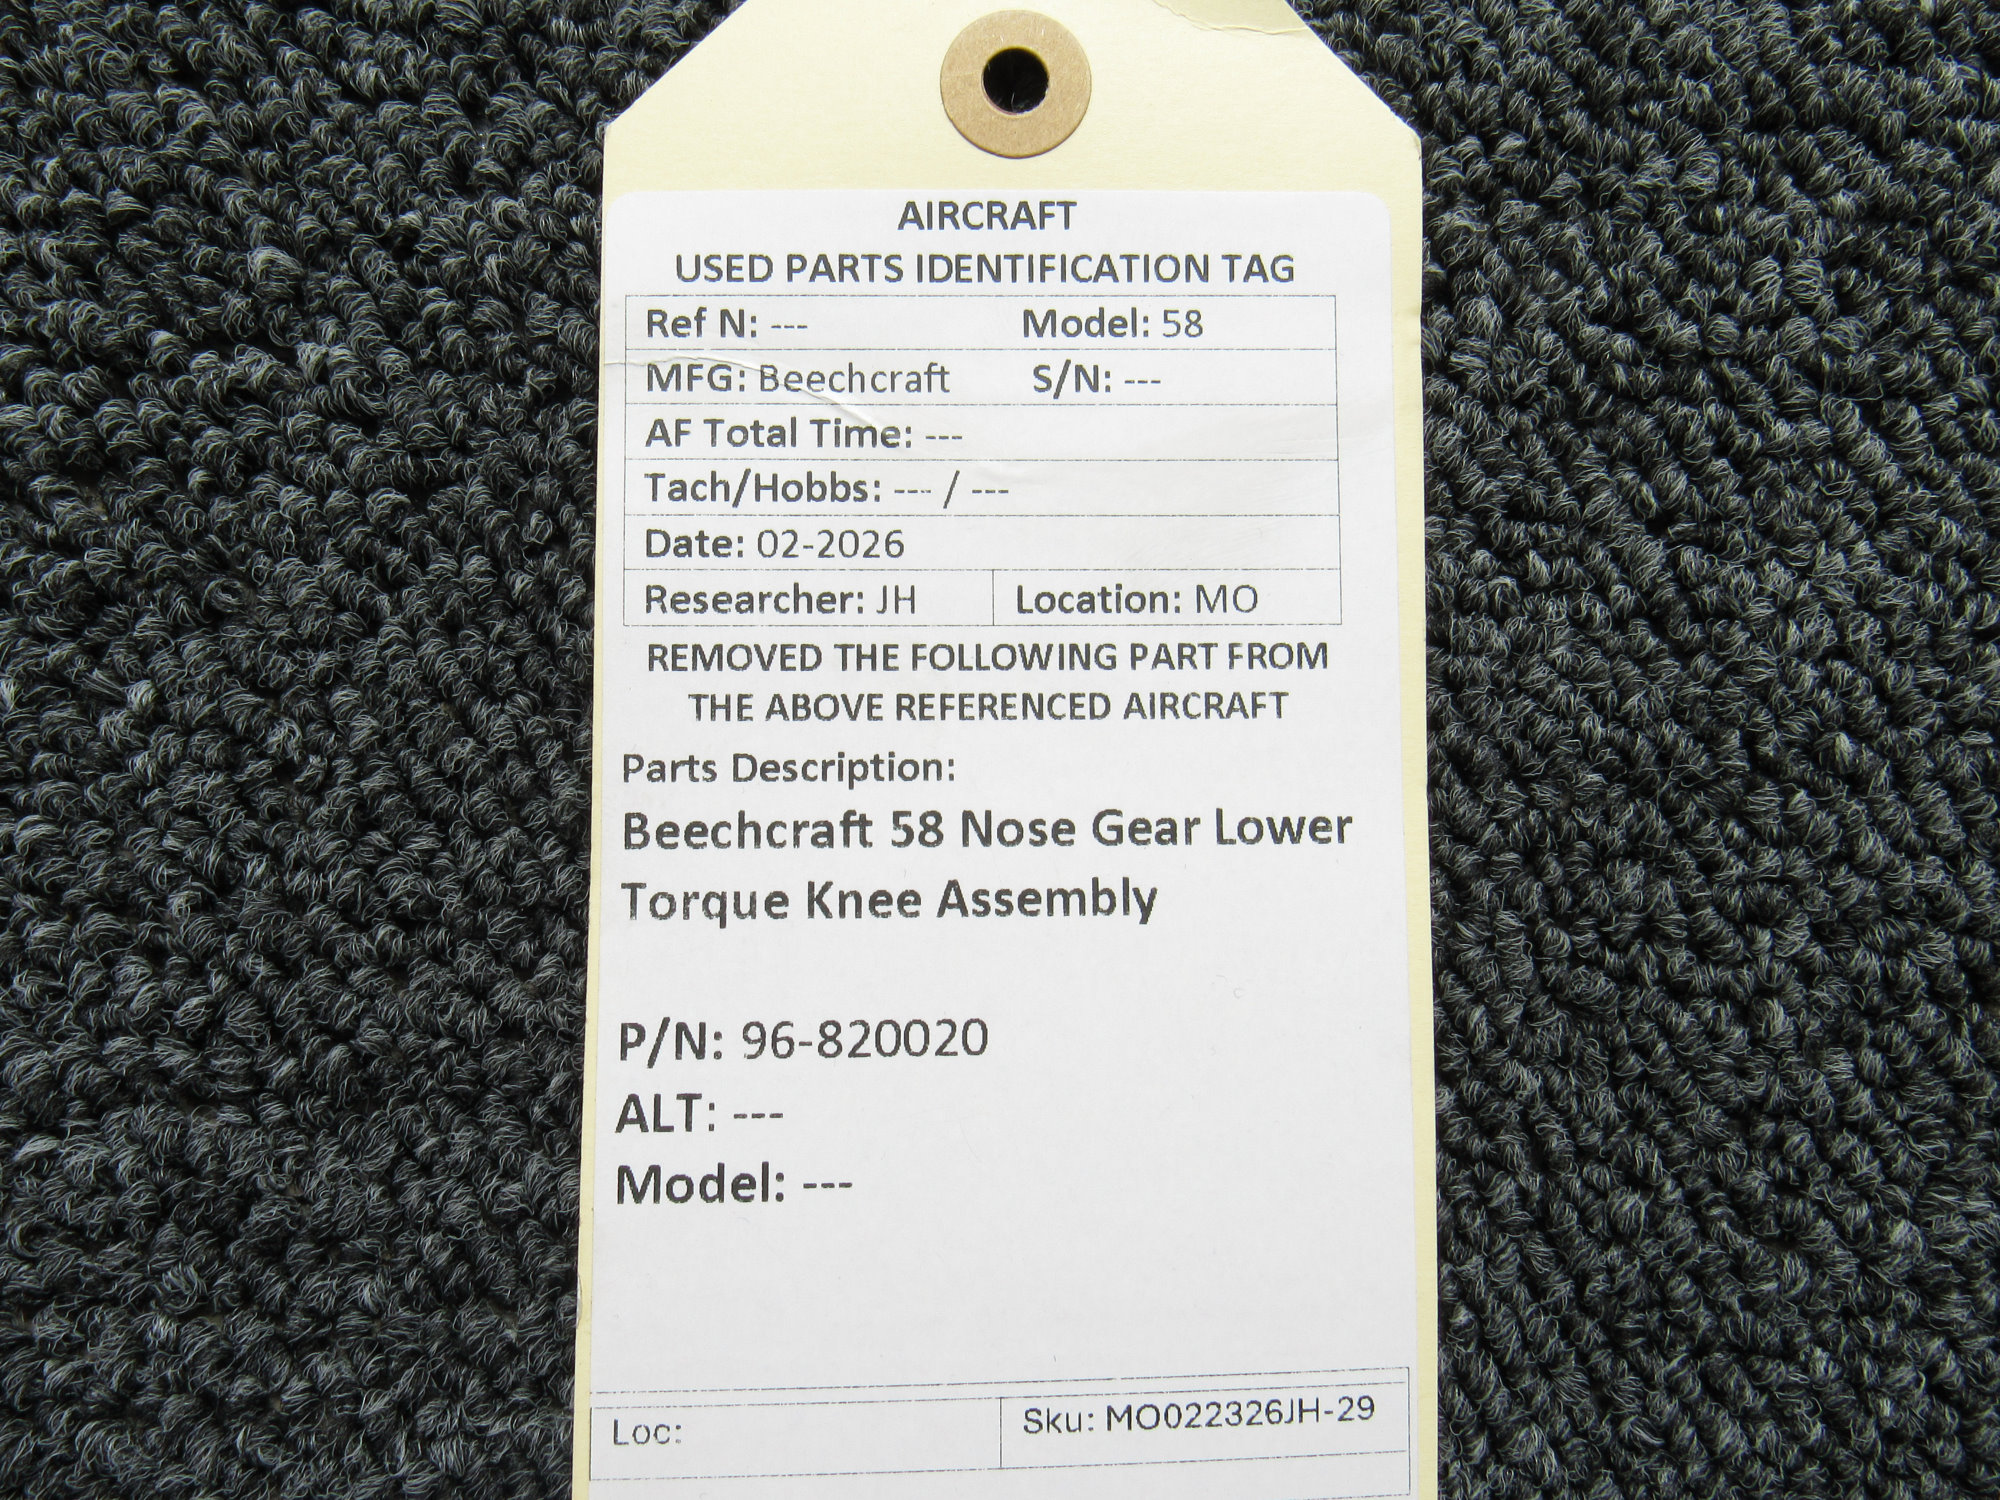 AIRCRAFT
USED PARTS IDENTIFICATION TAG
Ref N: --- Model: 58
MFG: Beechcraft S/N: ---
AF Total Time: ---
Tach/Hobbs: --- / ---
Date: 02-2026
Researcher: JH Location: MO
REMOVED THE FOLLOWING PART FROM
THE ABOVE REFERENCED AIRCRAFT
Parts Description:
Beechcraft 58 Nose Gear Lower
Torque Knee Assembly
P/N: 96-820020
ALT: ---
Model: ---
Loc: Sku: MO022326JH-29